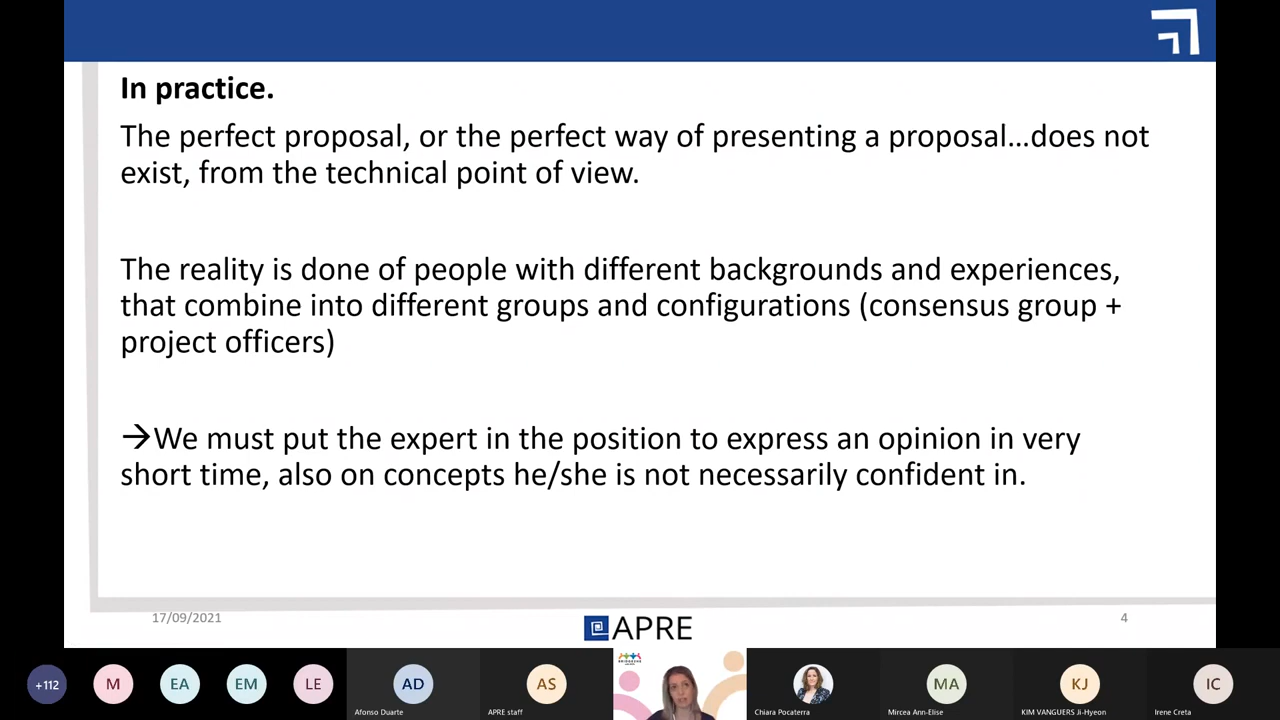 In practice.
The perfect proposal, or the perfect way of presenting a proposal...does not
exist, from the technical point of view.
The reality is done of people with different backgrounds and experiences,
that combine into different groups and configurations (consensus group +
project officers)
→We must put the expert in the position to express an opinion in very
short time, also on concepts he/she is not necessarily confident in.
17/09/2021
APRE
4
+112
M
EA
EM
LE
AD
Afonso Duarte
AS
APRE staff
Chiara Pocaterra
MA
Mircea Ann-Elise
KJ
KIM VANGUERS Ji-Hyeon
IC
Irene Creta